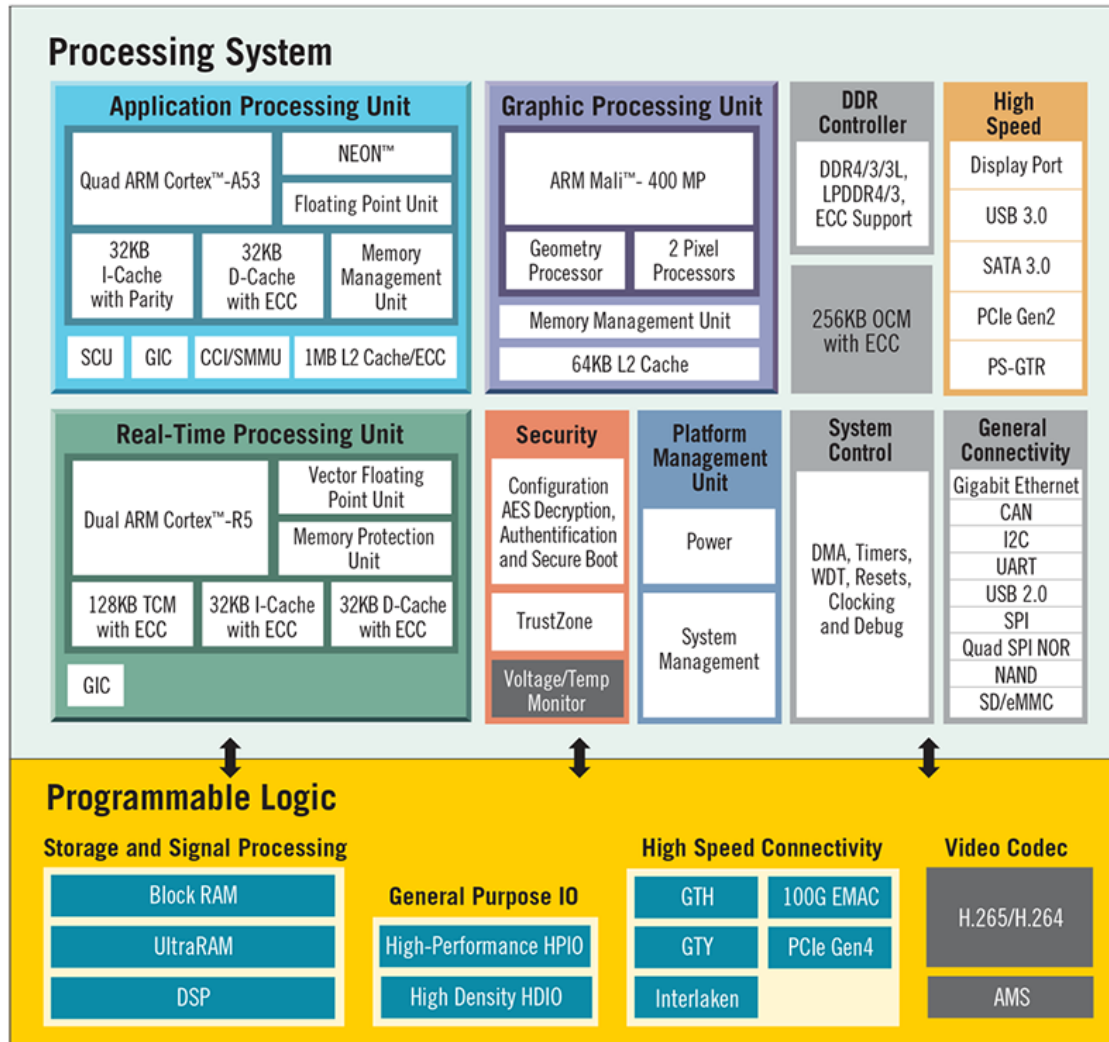 Processing System
Application Processing Unit
Quad ARM Cortex™-A53
NEON™
Floating Point Unit
32KB
I-Cache
with Parity
32KB
D-Cache
with ECC
Memory
Management
Unit
SCU
GIC
CCI/SMMU
1MB L2 Cache/ECC
Graphic Processing Unit
ARM Mali™- 400 MP
Geometry
Processor
2 Pixel
Processors
Memory Management Unit
64KB L2 Cache
DDR
Controller
DDR4/3/3L,
LPDDR4/3,
ECC Support
256KB OCM
with ECC
High
Speed
Display Port
USB 3.0
SATA 3.0
PCIe Gen2
PS-GTR
Real-Time Processing Unit
Dual ARM Cortex™-R5
Vector Floating
Point Unit
Memory Protection
Unit
128KB TCM
with ECC
32KB I-Cache
with ECC
32KB D-Cache
with ECC
GIC
Security
Configuration
AES Decryption,
Authentification
and Secure Boot
TrustZone
Voltage/Temp
Monitor
Platform
Management
Unit
Power
System
Management
System
Control
DMA, Timers,
WDT, Resets,
Clocking
and Debug
General
Connectivity
Gigabit Ethernet
CAN
I2C
UART
USB 2.0
SPI
Quad SPI NOR
NAND
SD/eMMC
Programmable Logic
Storage and Signal Processing
Block RAM
UltraRAM
DSP
General Purpose IO
High-Performance HPIO
High Density HDIO
High Speed Connectivity
GTH
100G EMAC
GTY
PCIe Gen4
Interlaken
Video Codec
H.265/H.264
AMS